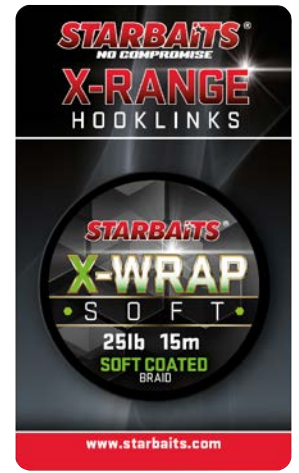 STARBAITS®
NO COMPROMISE
X-RANGE
HOOKLINKS
STARBAITS®
X-WRAP
• SOFT •
25lb 15m
SOFT COATED
BRAID
www.starbaits.com